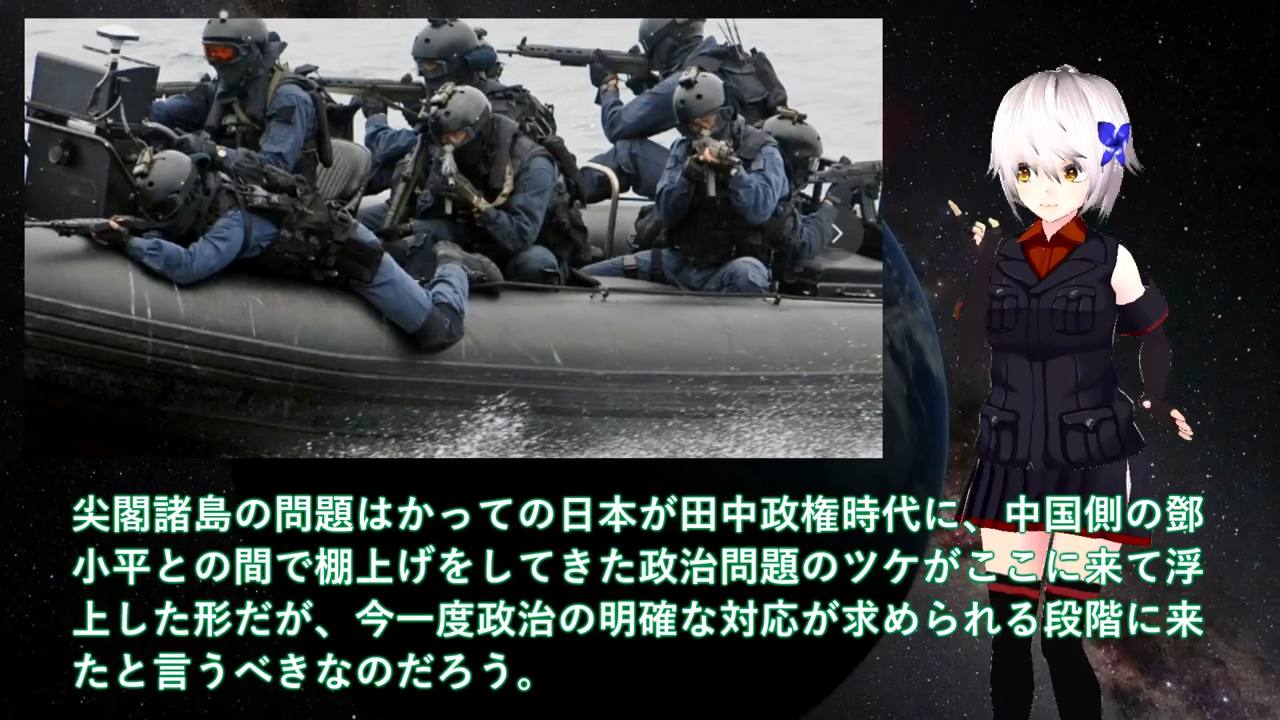 尖閣諸島の問題はかっての日本が田中政権時代に、中国側の鄧
小平との間で棚上げをしてきた政治問題のツケがここに来て浮
上した形だが、今一度政治の明確な対応が求められる段階に来
たと言うべきなのだろう。